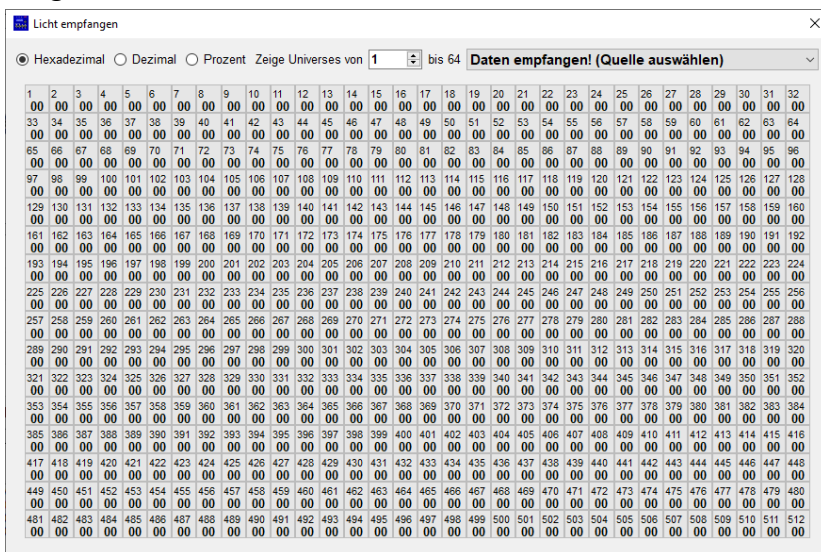 Licht empfangen
Hexadezimal Dezimal Prozent Zeige Universes von 1 bis 64 Daten empfangen! (Quelle auswählen)
1 2 3 4 5 6 7 8 9 10 11 12 13 14 15 16 17 18 19 20 21 22 23 24 25 26 27 28 29 30 31 32
00 00 00 00 00 00 00 00 00 00 00 00 00 00 00 00 00 00 00 00 00 00 00 00 00 00 00 00 00 00 00 00
33 34 35 36 37 38 39 40 41 42 43 44 45 46 47 48 49 50 51 52 53 54 55 56 57 58 59 60 61 62 63 64
00 00 00 00 00 00 00 00 00 00 00 00 00 00 00 00 00 00 00 00 00 00 00 00 00 00 00 00 00 00 00 00
65 66 67 68 69 70 71 72 73 74 75 76 77 78 79 80 81 82 83 84 85 86 87 88 89 90 91 92 93 94 95 96
00 00 00 00 00 00 00 00 00 00 00 00 00 00 00 00 00 00 00 00 00 00 00 00 00 00 00 00 00 00 00 00
97 98 99 100 101 102 103 104 105 106 107 108 109 110 111 112 113 114 115 116 117 118 119 120 121 122 123 124 125 126 127 128
00 00 00 00 00 00 00 00 00 00 00 00 00 00 00 00 00 00 00 00 00 00 00 00 00 00 00 00 00 00 00 00
129 130 131 132 133 134 135 136 137 138 139 140 141 142 143 144 145 146 147 148 149 150 151 152 153 154 155 156 157 158 159 160
00 00 00 00 00 00 00 00 00 00 00 00 00 00 00 00 00 00 00 00 00 00 00 00 00 00 00 00 00 00 00 00
161 162 163 164 165 166 167 168 169 170 171 172 173 174 175 176 177 178 179 180 181 182 183 184 185 186 187 188 189 190 191 192
00 00 00 00 00 00 00 00 00 00 00 00 00 00 00 00 00 00 00 00 00 00 00 00 00 00 00 00 00 00 00 00
193 194 195 196 197 198 199 200 201 202 203 204 205 206 207 208 209 210 211 212 213 214 215 216 217 218 219 220 221 222 223 224
00 00 00 00 00 00 00 00 00 00 00 00 00 00 00 00 00 00 00 00 00 00 00 00 00 00 00 00 00 00 00 00
225 226 227 228 229 230 231 232 233 234 235 236 237 238 239 240 241 242 243 244 245 246 247 248 249 250 251 252 253 254 255 256
00 00 00 00 00 00 00 00 00 00 00 00 00 00 00 00 00 00 00 00 00 00 00 00 00 00 00 00 00 00 00 00
257 258 259 260 261 262 263 264 265 266 267 268 269 270 271 272 273 274 275 276 277 278 279 280 281 282 283 284 285 286 287 288
00 00 00 00 00 00 00 00 00 00 00 00 00 00 00 00 00 00 00 00 00 00 00 00 00 00 00 00 00 00 00 00
289 290 291 292 293 294 295 296 297 298 299 300 301 302 303 304 305 306 307 308 309 310 311 312 313 314 315 316 317 318 319 320
00 00 00 00 00 00 00 00 00 00 00 00 00 00 00 00 00 00 00 00 00 00 00 00 00 00 00 00 00 00 00 00
321 322 323 324 325 326 327 328 329 330 331 332 333 334 335 336 337 338 339 340 341 342 343 344 345 346 347 348 349 350 351 352
00 00 00 00 00 00 00 00 00 00 00 00 00 00 00 00 00 00 00 00 00 00 00 00 00 00 00 00 00 00 00 00
353 354 355 356 357 358 359 360 361 362 363 364 365 366 367 368 369 370 371 372 373 374 375 376 377 378 379 380 381 382 383 384
00 00 00 00 00 00 00 00 00 00 00 00 00 00 00 00 00 00 00 00 00 00 00 00 00 00 00 00 00 00 00 00
385 386 387 388 389 390 391 392 393 394 395 396 397 398 399 400 401 402 403 404 405 406 407 408 409 410 411 412 413 414 415 416
00 00 00 00 00 00 00 00 00 00 00 00 00 00 00 00 00 00 00 00 00 00 00 00 00 00 00 00 00 00 00 00
417 418 419 420 421 422 423 424 425 426 427 428 429 430 431 432 433 434 435 436 437 438 439 440 441 442 443 444 445 446 447 448
00 00 00 00 00 00 00 00 00 00 00 00 00 00 00 00 00 00 00 00 00 00 00 00 00 00 00 00 00 00 00 00
449 450 451 452 453 454 455 456 457 458 459 460 461 462 463 464 465 466 467 468 469 470 471 472 473 474 475 476 477 478 479 480
00 00 00 00 00 00 00 00 00 00 00 00 00 00 00 00 00 00 00 00 00 00 00 00 00 00 00 00 00 00 00 00
481 482 483 484 485 486 487 488 489 490 491 492 493 494 495 496 497 498 499 500 501 502 503 504 505 506 507 508 509 510 511 512
00 00 00 00 00 00 00 00 00 00 00 00 00 00 00 00 00 00 00 00 00 00 00 00 00 00 00 00 00 00 00 00